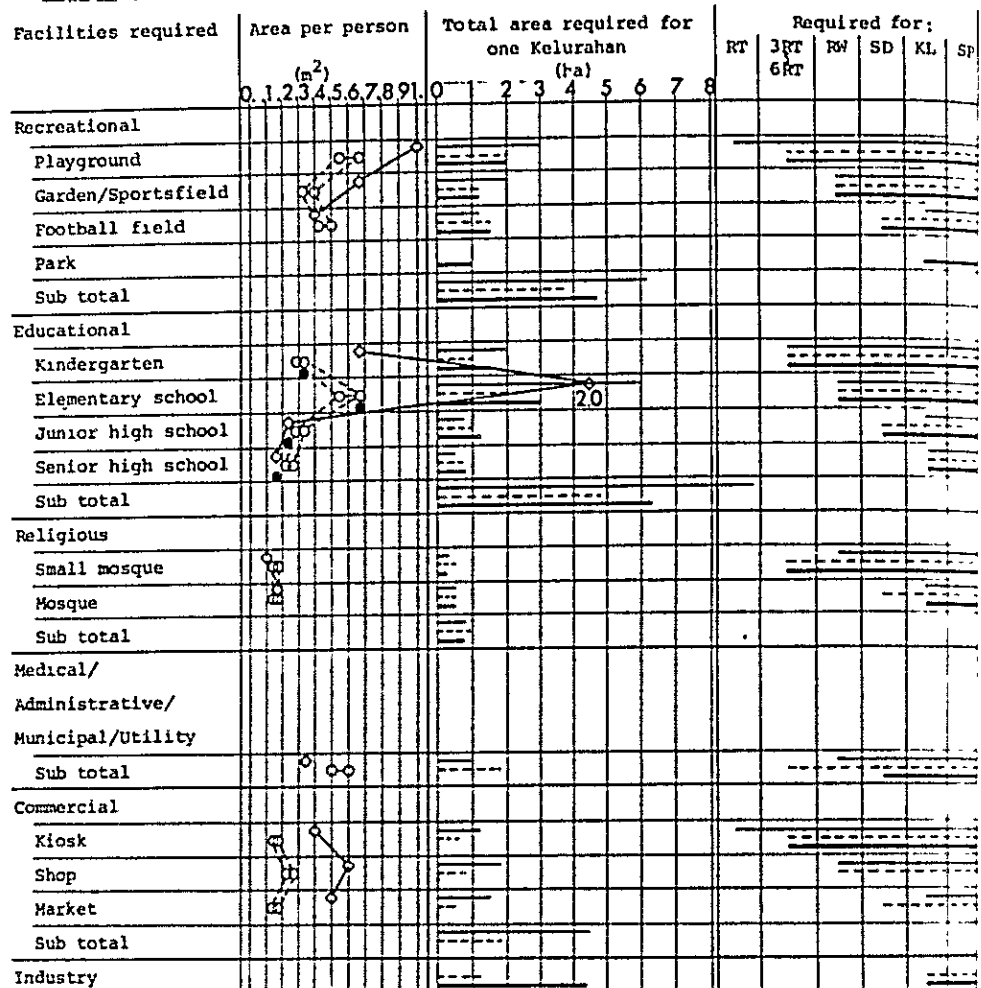 Facilities required Area per person Total area required for Required for:
one Kelurahan RT 3RT RW SD KL SP
(m²) (ha) 6RT
0.1.2.3.4.5.6.7.8.91.0 0 2 3 4 5 6 7 8
Recreational
Playground
Garden/Sportsfield
Football field
Park
Sub total
Educational
Kindergarten
Elementary school
2.0
Junior high school
Senior high school
Sub total
Religious
Small mosque
Mosque
Sub total
Medical/
Administrative/
Municipal/Utility
Sub total
Commercial
Kiosk
Shop
Market
Sub total
Industry